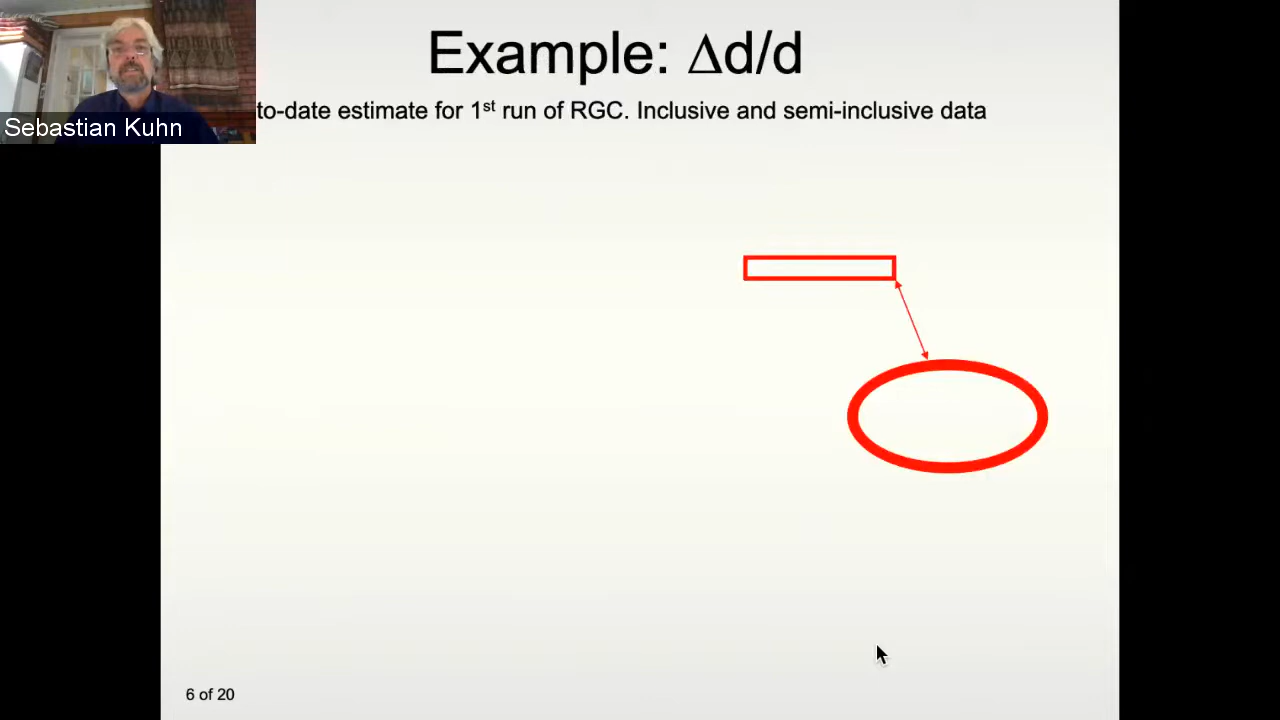 Example: Δd/d
to-date estimate for 1st run of RGC. Inclusive and semi-inclusive data
Sebastian Kuhn
6 of 20